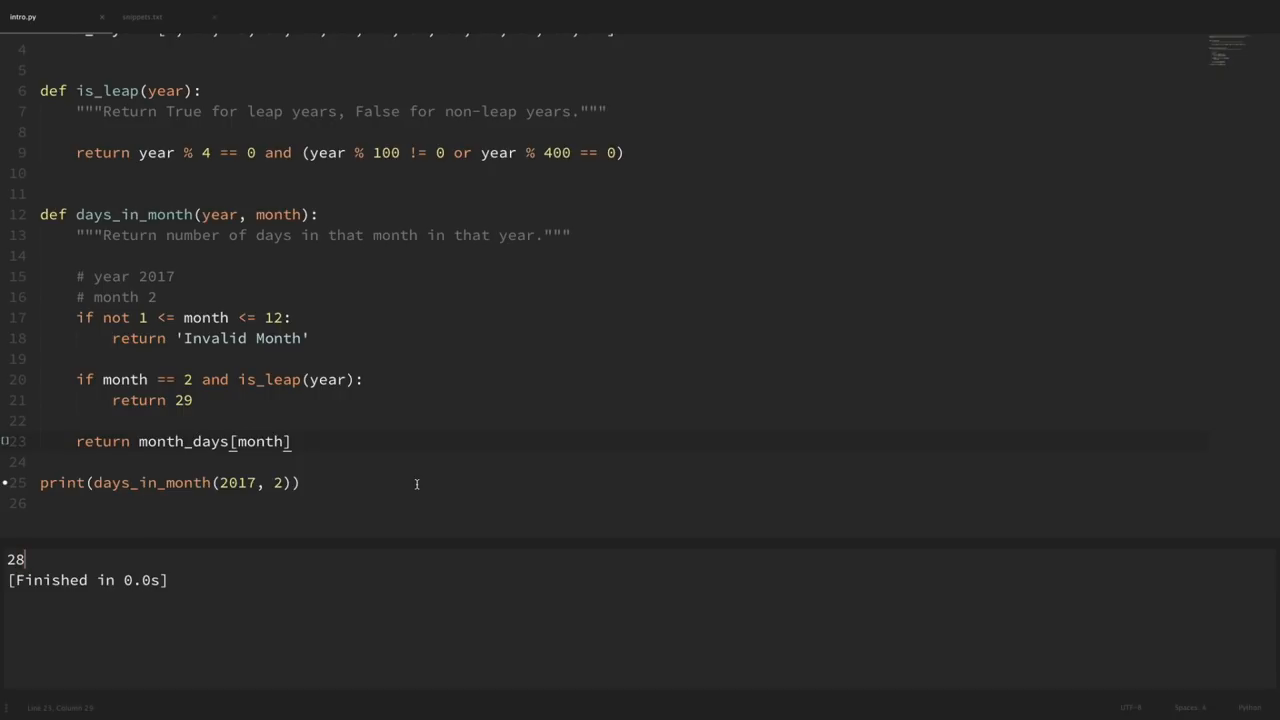 intro.py × snippets.txt ×
4
5
6 def is_leap(year):
7 """Return True for leap years, False for non-leap years."""
8
9 return year % 4 == 0 and (year % 100 != 0 or year % 400 == 0)
10
11
12 def days_in_month(year, month):
13 """Return number of days in that month in that year."""
14
15 # year 2017
16 # month 2
17 if not 1 <= month <= 12:
18 return 'Invalid Month'
19
20 if month == 2 and is_leap(year):
21 return 29
22
23 return month_days[month]
24
25 print(days_in_month(2017, 2))
26
28
[Finished in 0.0s]
UTF-8 Spaces: 4 Python